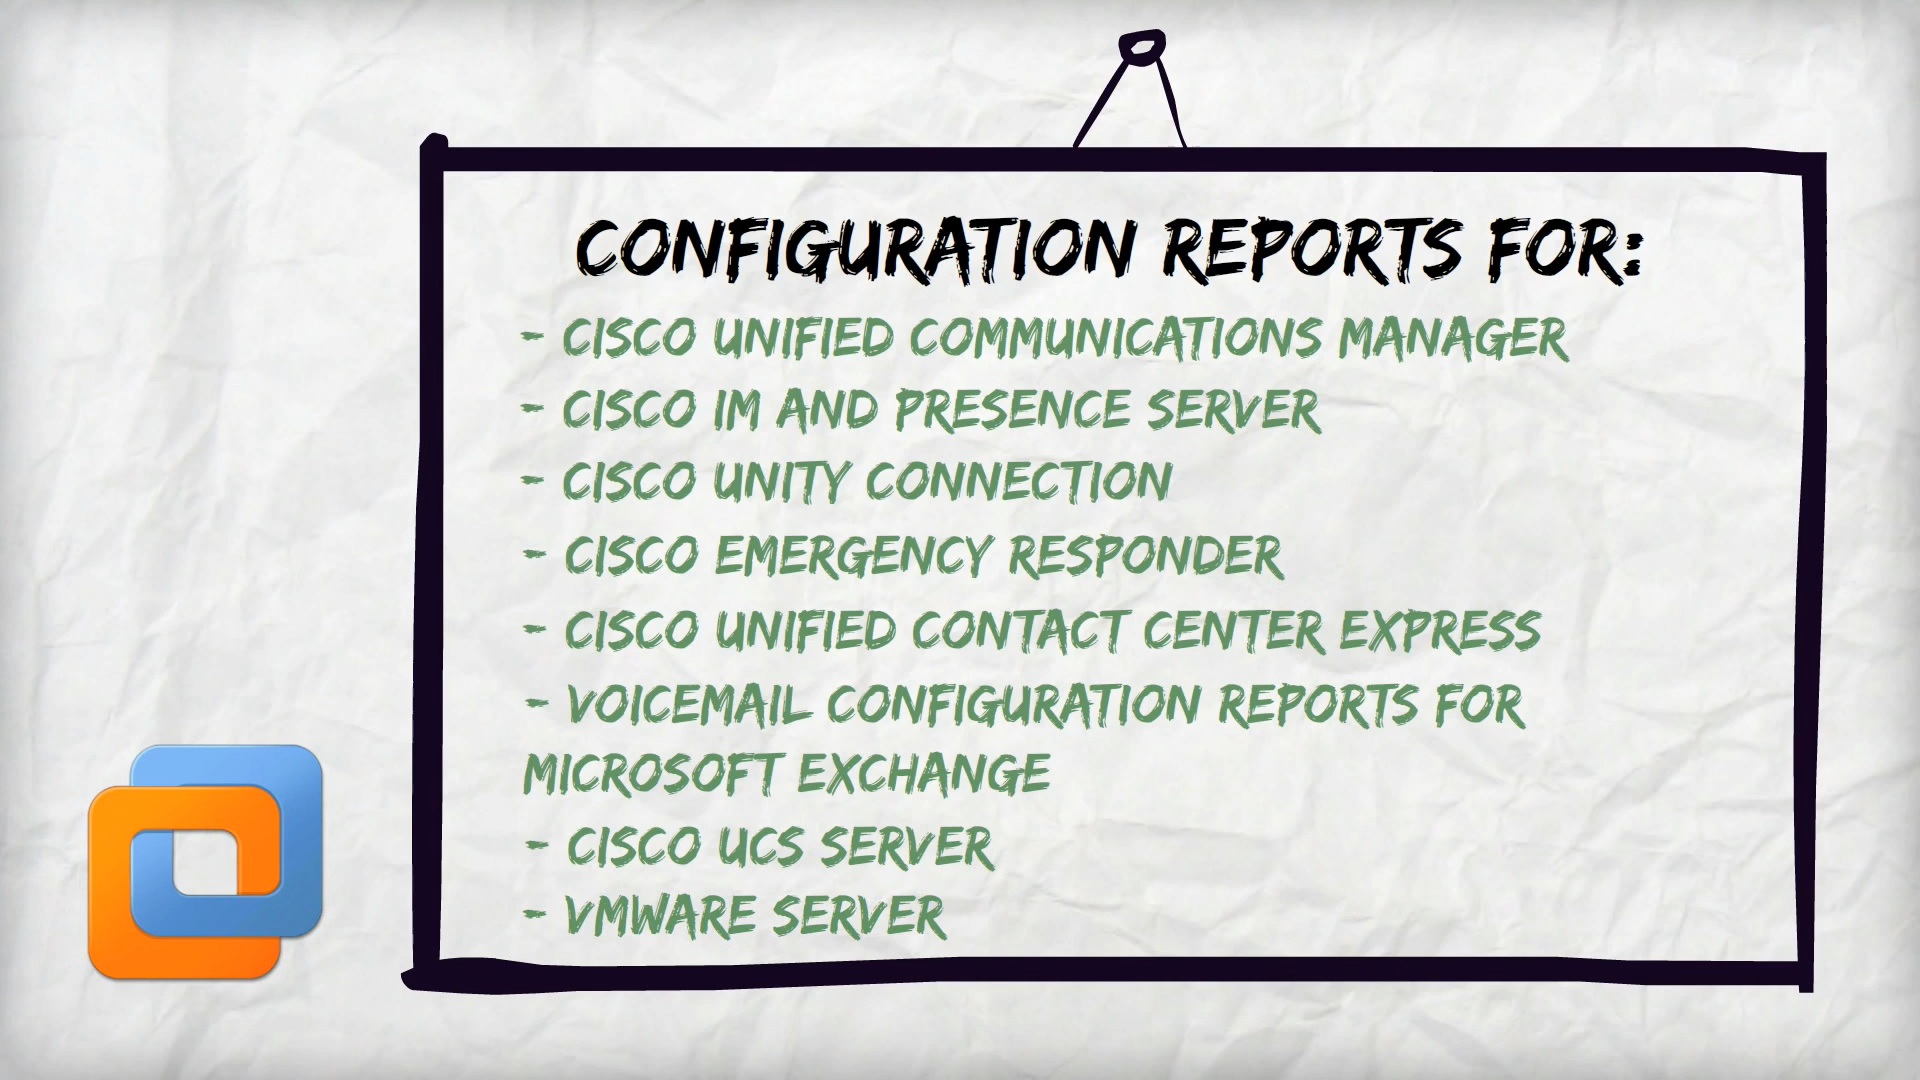 CONFIGURATION REPORTS FOR:
- CISCO UNIFIED COMMUNICATIONS MANAGER
- CISCO IM AND PRESENCE SERVER
- CISCO UNITY CONNECTION
- CISCO EMERGENCY RESPONDER
- CISCO UNIFIED CONTACT CENTER EXPRESS
- VOICEMAIL CONFIGURATION REPORTS FOR
MICROSOFT EXCHANGE
- CISCO UCS SERVER
- VMWARE SERVER